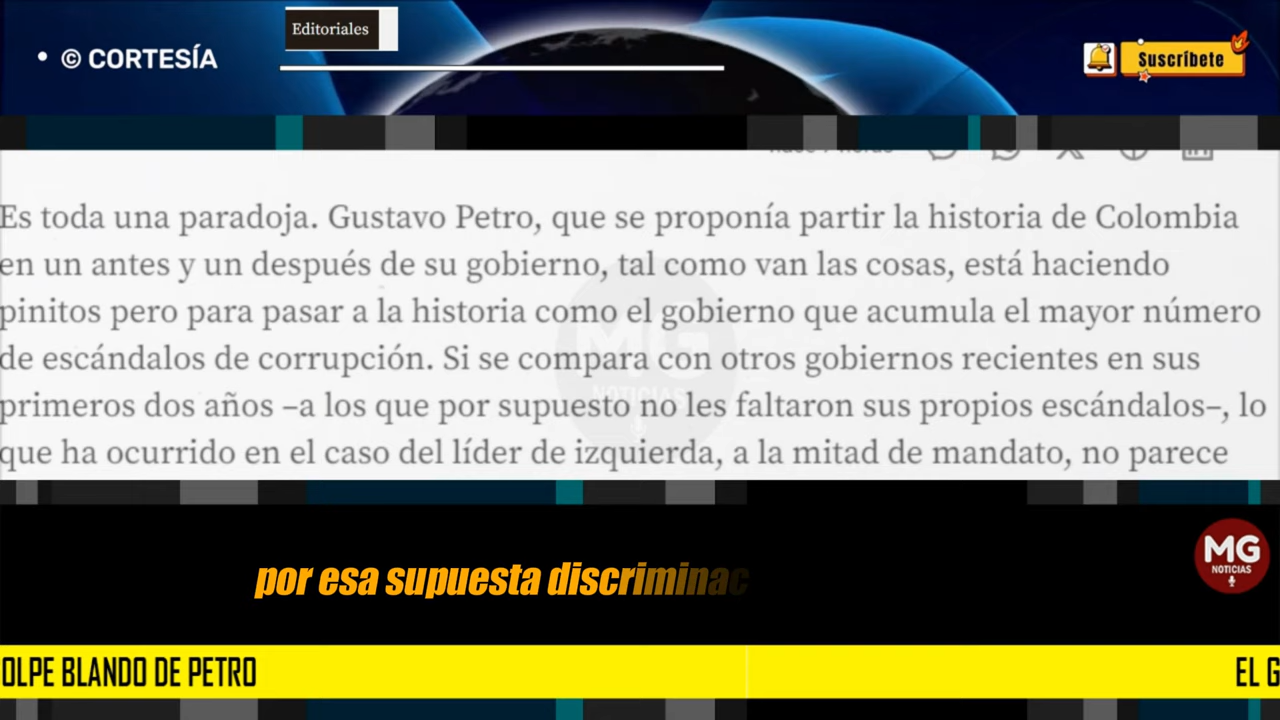 Editoriales
• © CORTESÍA
Suscríbete
Es toda una paradoja. Gustavo Petro, que se proponía partir la historia de Colombia
en un antes y un después de su gobierno, tal como van las cosas, está haciendo
pinitos pero para pasar a la historia como el gobierno que acumula el mayor número
de escándalos de corrupción. Si se compara con otros gobiernos recientes en sus
primeros dos años –a los que por supuesto no les faltaron sus propios escándalos–, lo
que ha ocurrido en el caso del líder de izquierda, a la mitad de mandato, no parece
MG
NOTICIAS
por esa supuesta discriminac
MG
NOTICIAS
OLPE BLANDO DE PETRO
EL G